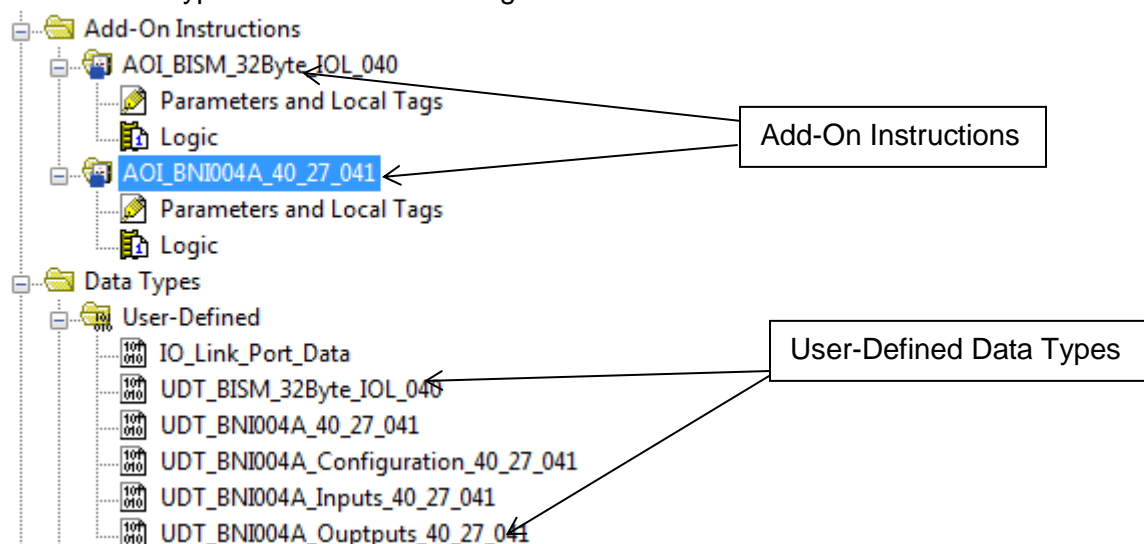 Add-On Instructions
AOI_BISM_32Byte_IOL_040
Parameters and Local Tags
Logic
Add-On Instructions
AOI_BNI004A_40_27_041
Parameters and Local Tags
Logic
Data Types
User-Defined
IO_Link_Port_Data
User-Defined Data Types
UDT_BISM_32Byte_IOL_040
UDT_BNI004A_40_27_041
UDT_BNI004A_Configuration_40_27_041
UDT_BNI004A_Inputs_40_27_041
UDT_BNI004A_Ouptputs_40_27_041